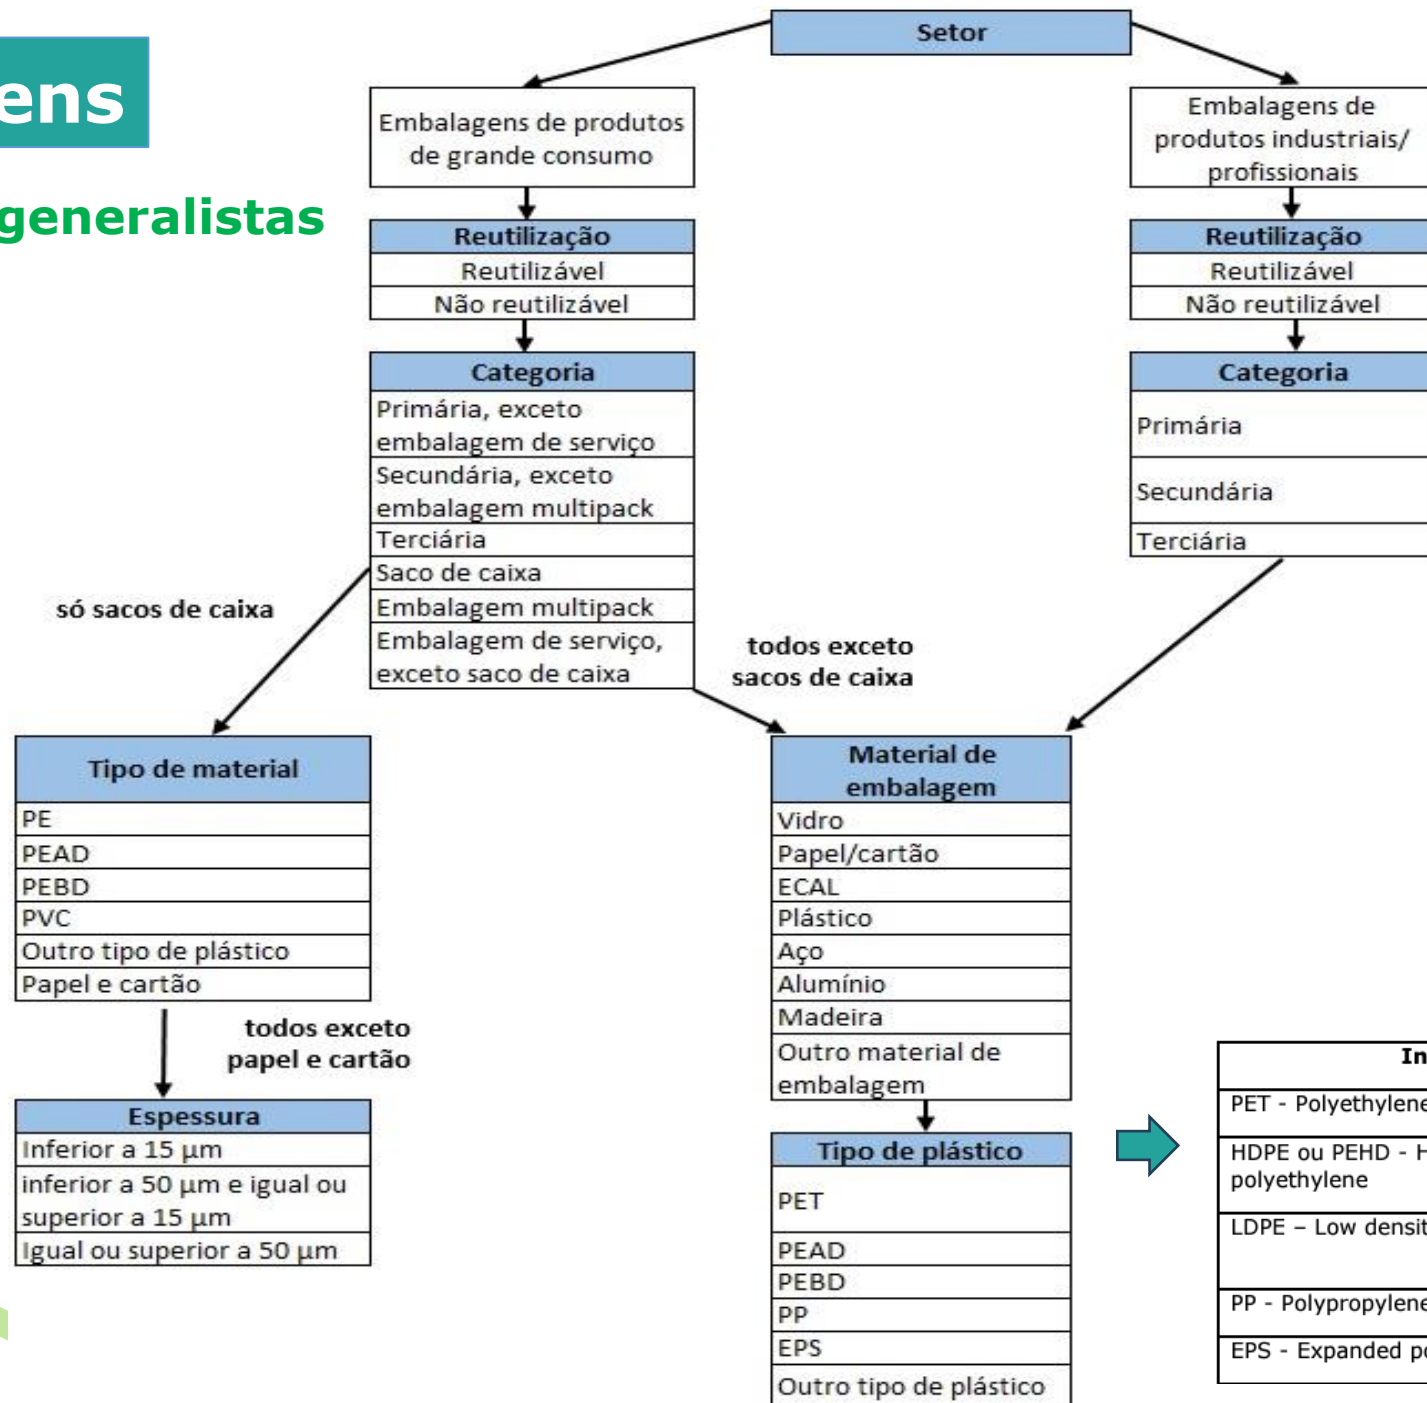 ens
generalistas
Setor
Embalagens de produtos
de grande consumo
Reutilização
Reutilizável
Não reutilizável
Categoria
Primária, exceto
embalagem de serviço
Secundária, exceto
embalagem multipack
Terciária
Saco de caixa
Embalagem multipack
Embalagem de serviço,
exceto saco de caixa
Embalagens de
produtos industriais/
profissionais
Reutilização
Reutilizável
Não reutilizável
Categoria
Primária
Secundária
Terciária
só sacos de caixa
todos exceto
sacos de caixa
Tipo de material
PE
PEAD
PEBD
PVC
Outro tipo de plástico
Papel e cartão
todos exceto
papel e cartão
Espessura
Inferior a 15 µm
inferior a 50 µm e igual ou
superior a 15 µm
Igual ou superior a 50 µm
Material de
embalagem
Vidro
Papel/cartão
ECAL
Plástico
Aço
Alumínio
Madeira
Outro material de
embalagem
Tipo de plástico
PET
PEAD
PEBD
PP
EPS
Outro tipo de plástico
In
PET - Polyethylene
HDPE ou PEHD - H
polyethylene
LDPE – Low densit
PP - Polypropylene
EPS - Expanded po